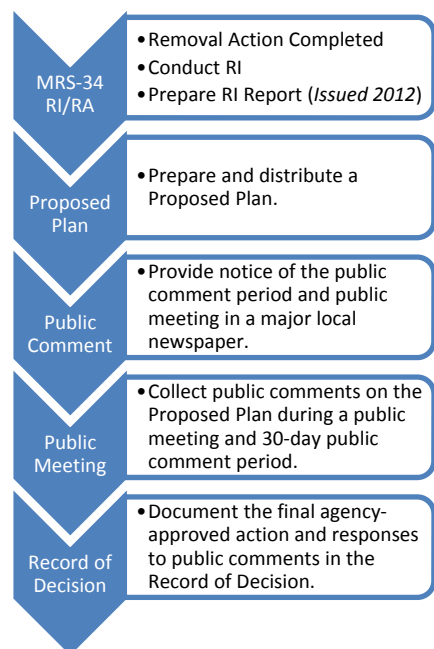 MRS-34
RI/RA
•Removal Action Completed
•Conduct RI
•Prepare RI Report (Issued 2012)
Proposed
Plan
•Prepare and distribute a
Proposed Plan.
Public
Comment
•Provide notice of the public
comment period and public
meeting in a major local
newspaper.
Public
Meeting
•Collect public comments on the
Proposed Plan during a public
meeting and 30-day public
comment period.
Record of
Decision
•Document the final agency-
approved action and responses
to public comments in the
Record of Decision.